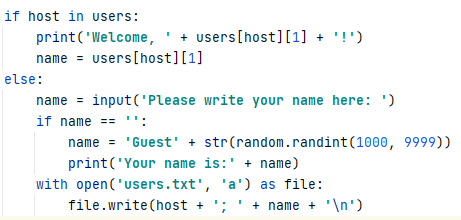 if host in users:
    print('Welcome, ' + users[host][1] + '!')
    name = users[host][1]
else:
    name = input('Please write your name here: ')
    if name == '':
        name = 'Guest' + str(random.randint(1000, 9999))
        print('Your name is:' + name)
    with open('users.txt', 'a') as file:
        file.write(host + '; ' + name + '\n')